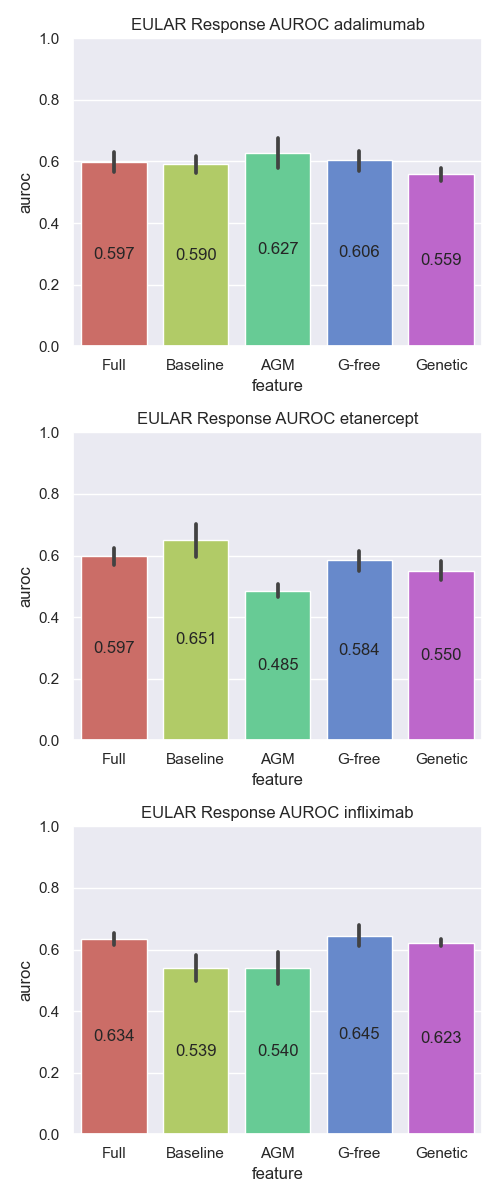 EULAR Response AUROC adalimumab
1.0
0.8
0.6
0.4
0.2
0.0
auroc
0.597
0.590
0.627
0.606
0.559
Full Baseline AGM G-free Genetic
feature
EULAR Response AUROC etanercept
1.0
0.8
0.6
0.4
0.2
0.0
auroc
0.597
0.651
0.485
0.584
0.550
Full Baseline AGM G-free Genetic
feature
EULAR Response AUROC infliximab
1.0
0.8
0.6
0.4
0.2
0.0
auroc
0.634
0.539
0.540
0.645
0.623
Full Baseline AGM G-free Genetic
feature